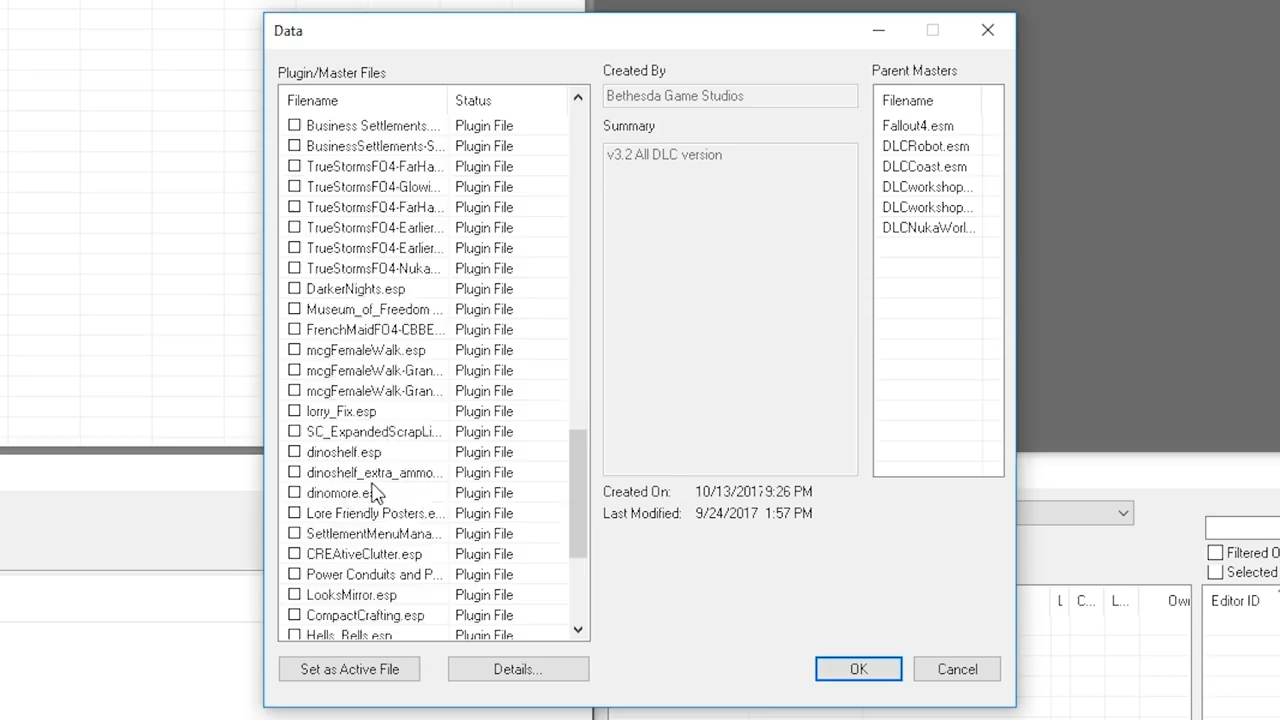 Data
Plugin/Master Files
Filename Status
Business Settlements.... Plugin File
BusinessSettlements-S... Plugin File
TrueStormsFO4-FarHa... Plugin File
TrueStormsFO4-Glowi... Plugin File
TrueStormsFO4-FarHa... Plugin File
TrueStormsFO4-Earlier... Plugin File
TrueStormsFO4-Earlier... Plugin File
TrueStormsFO4-Nuka... Plugin File
DarkerNights.esp Plugin File
Museum_of_Freedom ... Plugin File
FrenchMaidFO4-CBBE... Plugin File
mcgFemaleWalk.esp Plugin File
mcgFemaleWalk-Gran... Plugin File
mcgFemaleWalk-Gran... Plugin File
lorry_Fix.esp Plugin File
SC_ExpandedScrapLi... Plugin File
dinoshelf.esp Plugin File
dinoshelf_extra_ammo... Plugin File
dinomore.esp Plugin File
Lore Friendly Posters.e... Plugin File
SettlementMenuMana... Plugin File
CREAtiveClutter.esp Plugin File
Power Conduits and P... Plugin File
LooksMirror.esp Plugin File
CompactCrafting.esp Plugin File
Hells_Bells.esp Plugin File
Set as Active File
Details...
Created By
Bethesda Game Studios
Summary
v3.2 All DLC version
Created On: 10/13/2017 9:26 PM
Last Modified: 9/24/2017 1:57 PM
Parent Masters
Filename
Fallout4.esm
DLCRobot.esm
DLCCoast.esm
DLCworkshop...
DLCworkshop...
DLCNukaWorl...
OK
Cancel
Filtered O
Selected
L C... L... Owi
Editor ID